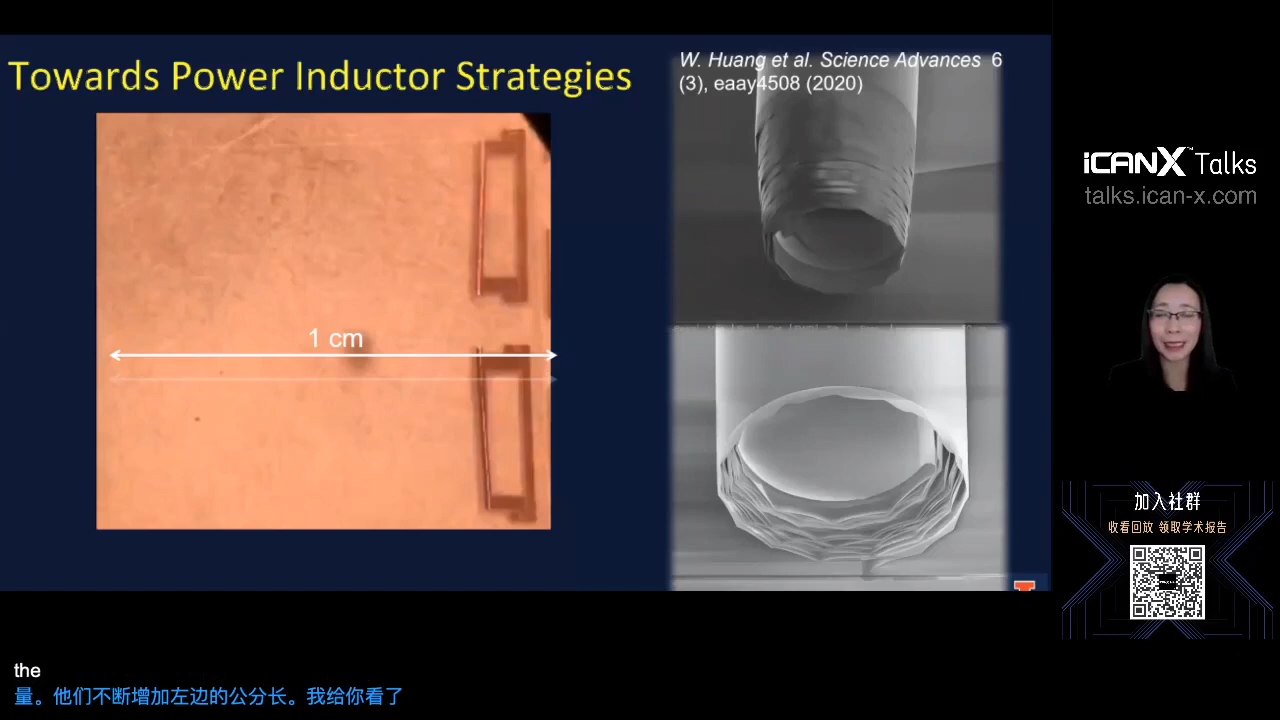 Towards Power Inductor Strategies
W. Huang et al. Science Advances 6
(3), eaay4508 (2020)
1 cm
iCANX™ Talks
talks.ican-x.com
加入社群
收看回放 领取学术报告
the
量。他们不断增加左边的公分长。我给你看了